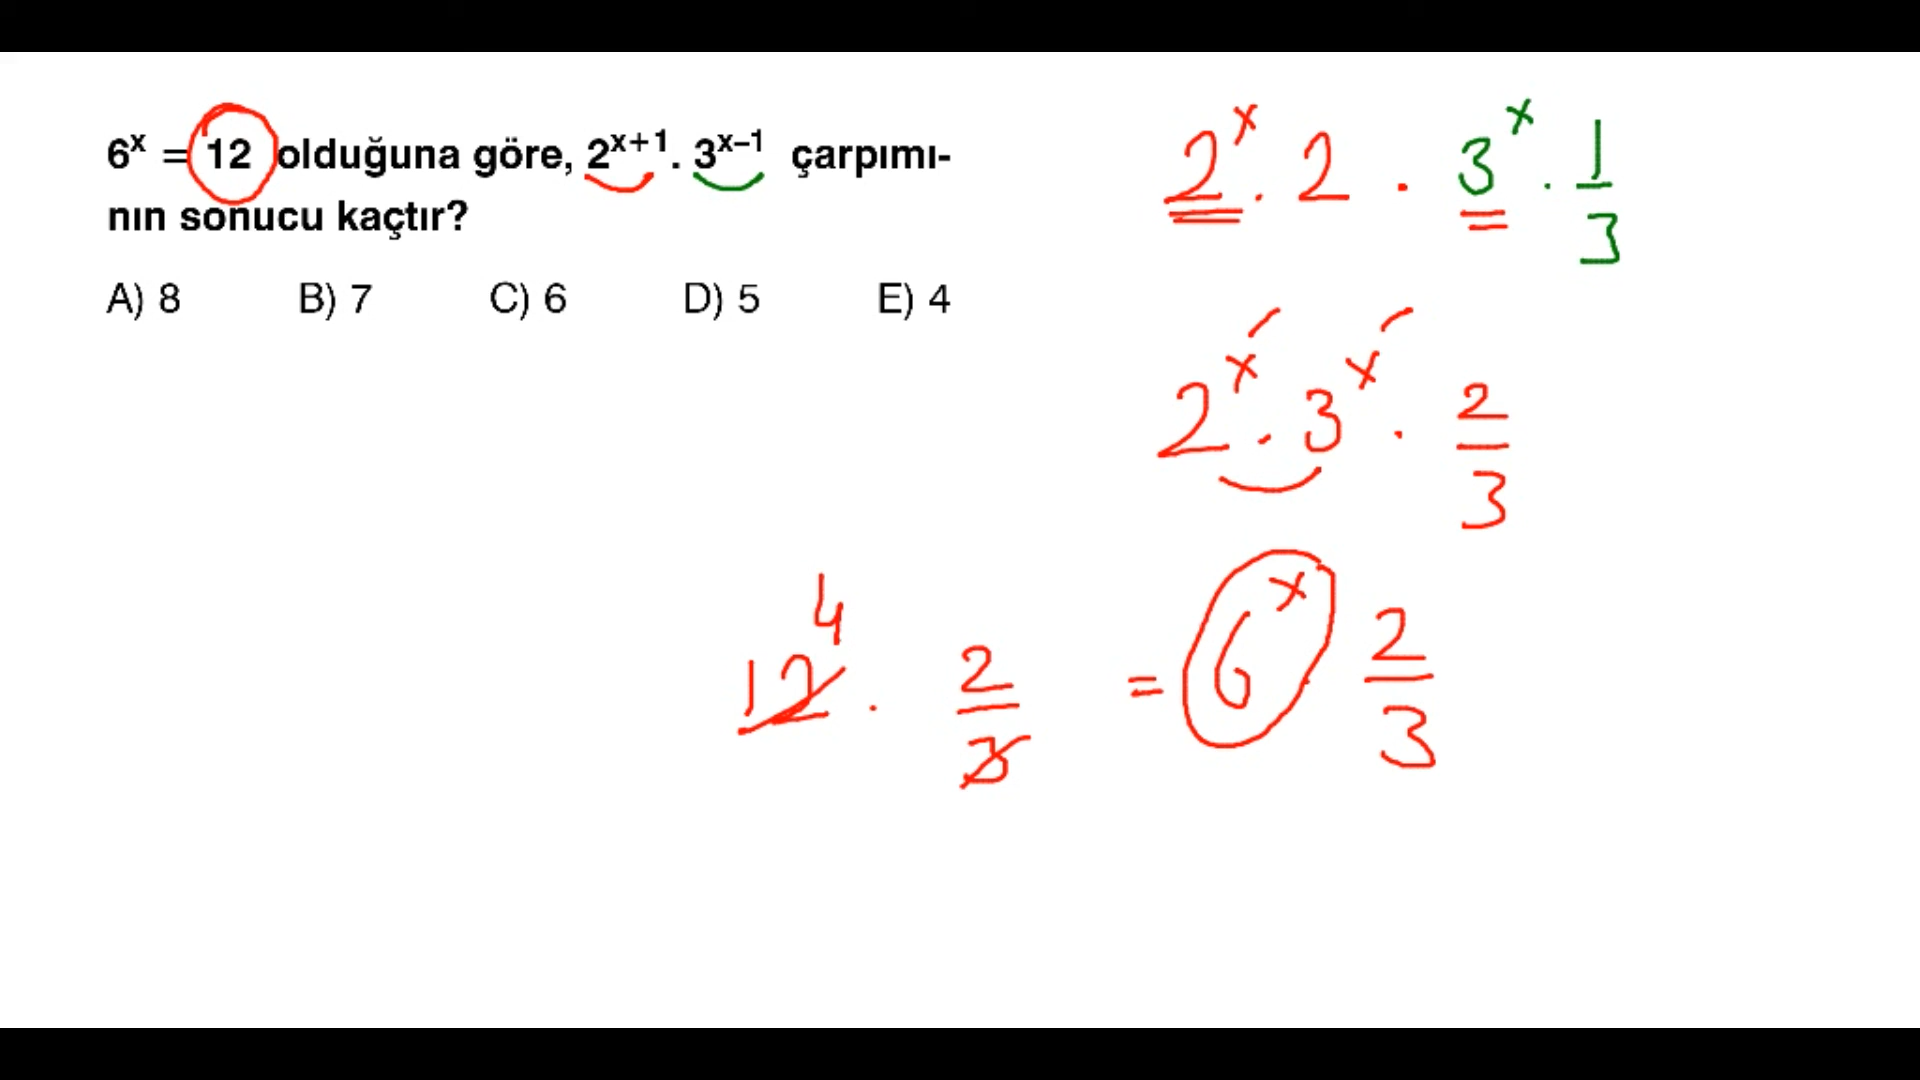 6ˣ = 12 olduğuna göre, 2ˣ⁺¹ . 3ˣ⁻¹ çarpımı-
nın sonucu kaçtır?
A) 8 B) 7 C) 6 D) 5 E) 4
2ˣ . 2 . 3ˣ . 1/3
2ˣ . 3ˣ . 2/3
4
12 . 2/3 = 6ˣ . 2/3